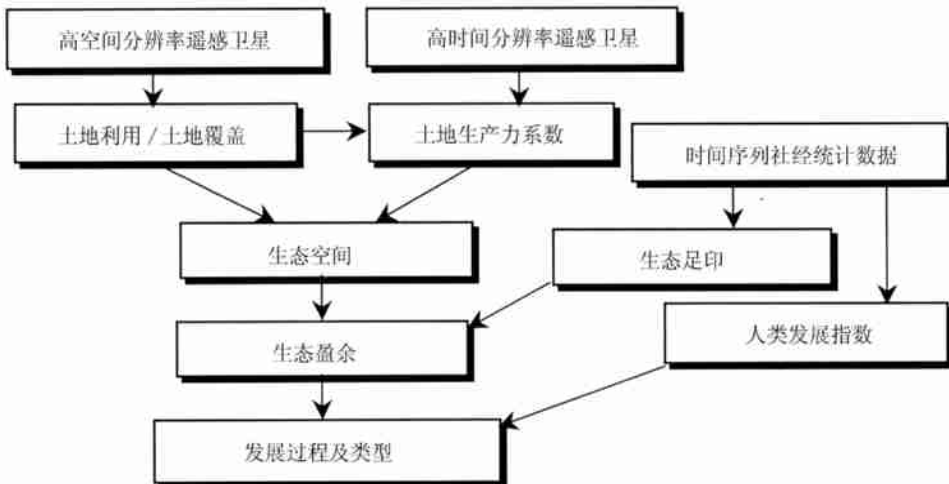 高空间分辨率遥感卫星
高时间分辨率遥感卫星
土地利用/土地覆盖
土地生产力系数
时间序列社经统计数据
生态空间
生态足印
人类发展指数
生态盈余
发展过程及类型